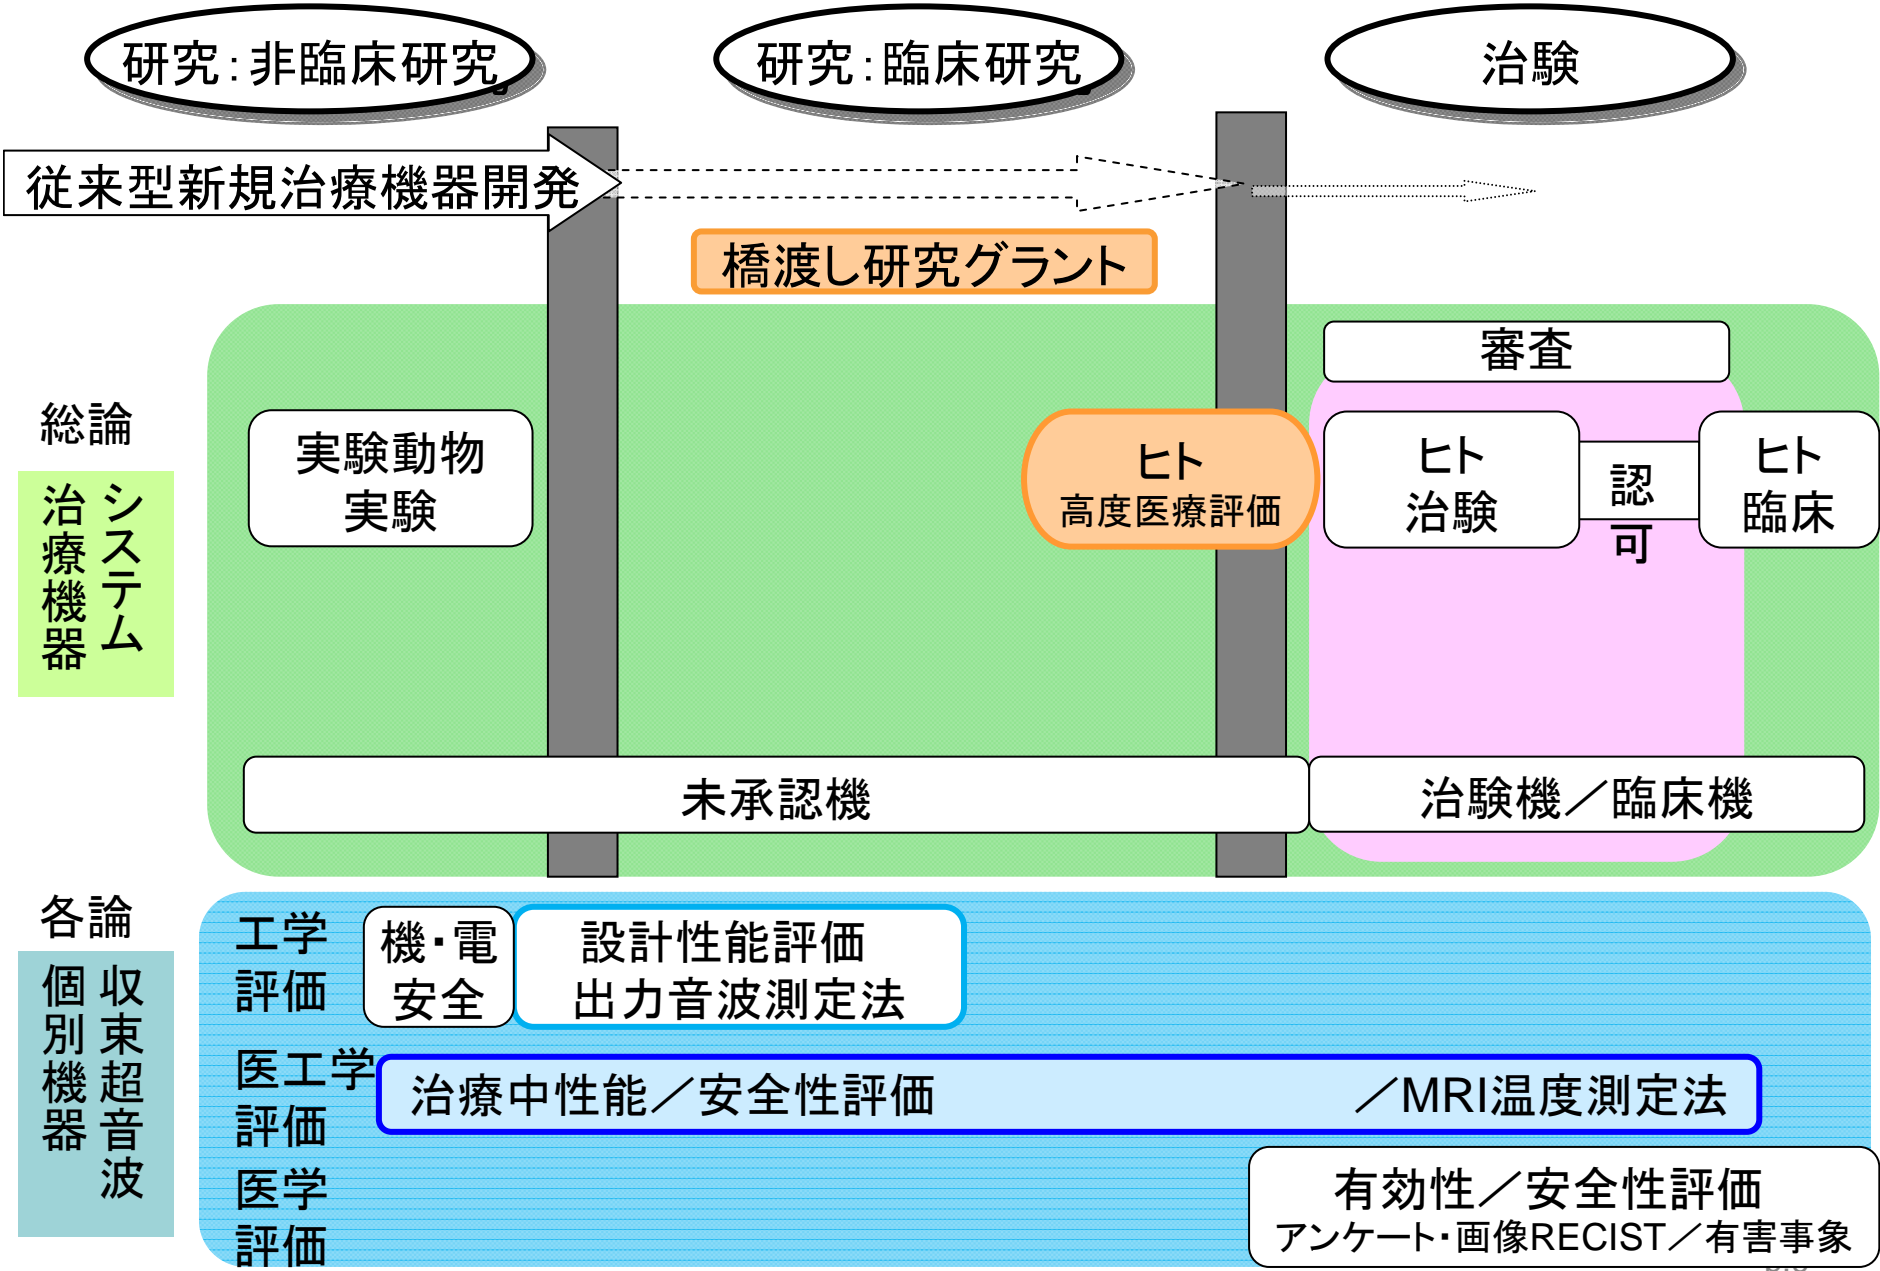 研究：非臨床研究
研究：臨床研究
治験
従来型新規治療機器開発
橋渡し研究グラント
審査
総論
システム
治療機器
実験動物
実験
ヒト
高度医療評価
ヒト
治験
認
可
ヒト
臨床
未承認機
治験機／臨床機
各論
収束超音波
個別機器
工学
評価
機・電
安全
設計性能評価
出力音波測定法
医工学
評価
治療中性能／安全性評価 ／MRI温度測定法
医学
評価
有効性／安全性評価
アンケート・画像RECIST／有害事象